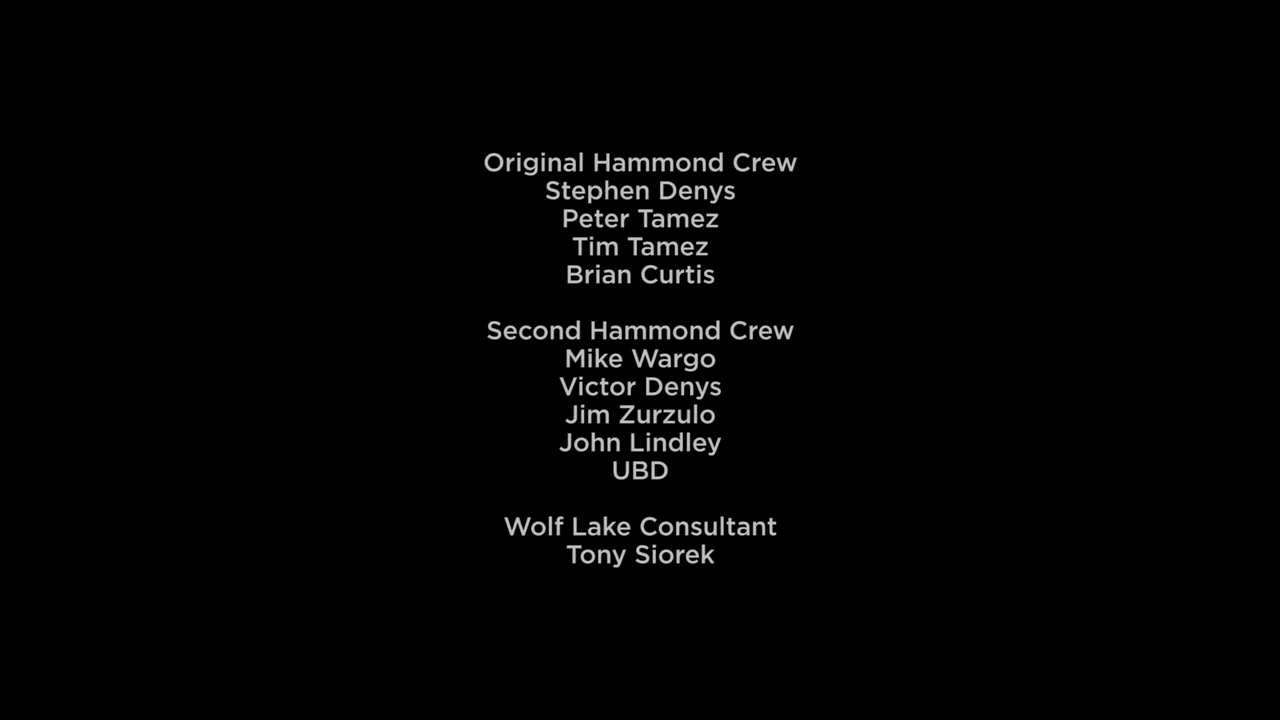 Original Hammond Crew
Stephen Denys
Peter Tamez
Tim Tamez
Brian Curtis
Second Hammond Crew
Mike Wargo
Victor Denys
Jim Zurzulo
John Lindley
UBD
Wolf Lake Consultant
Tony Siorek